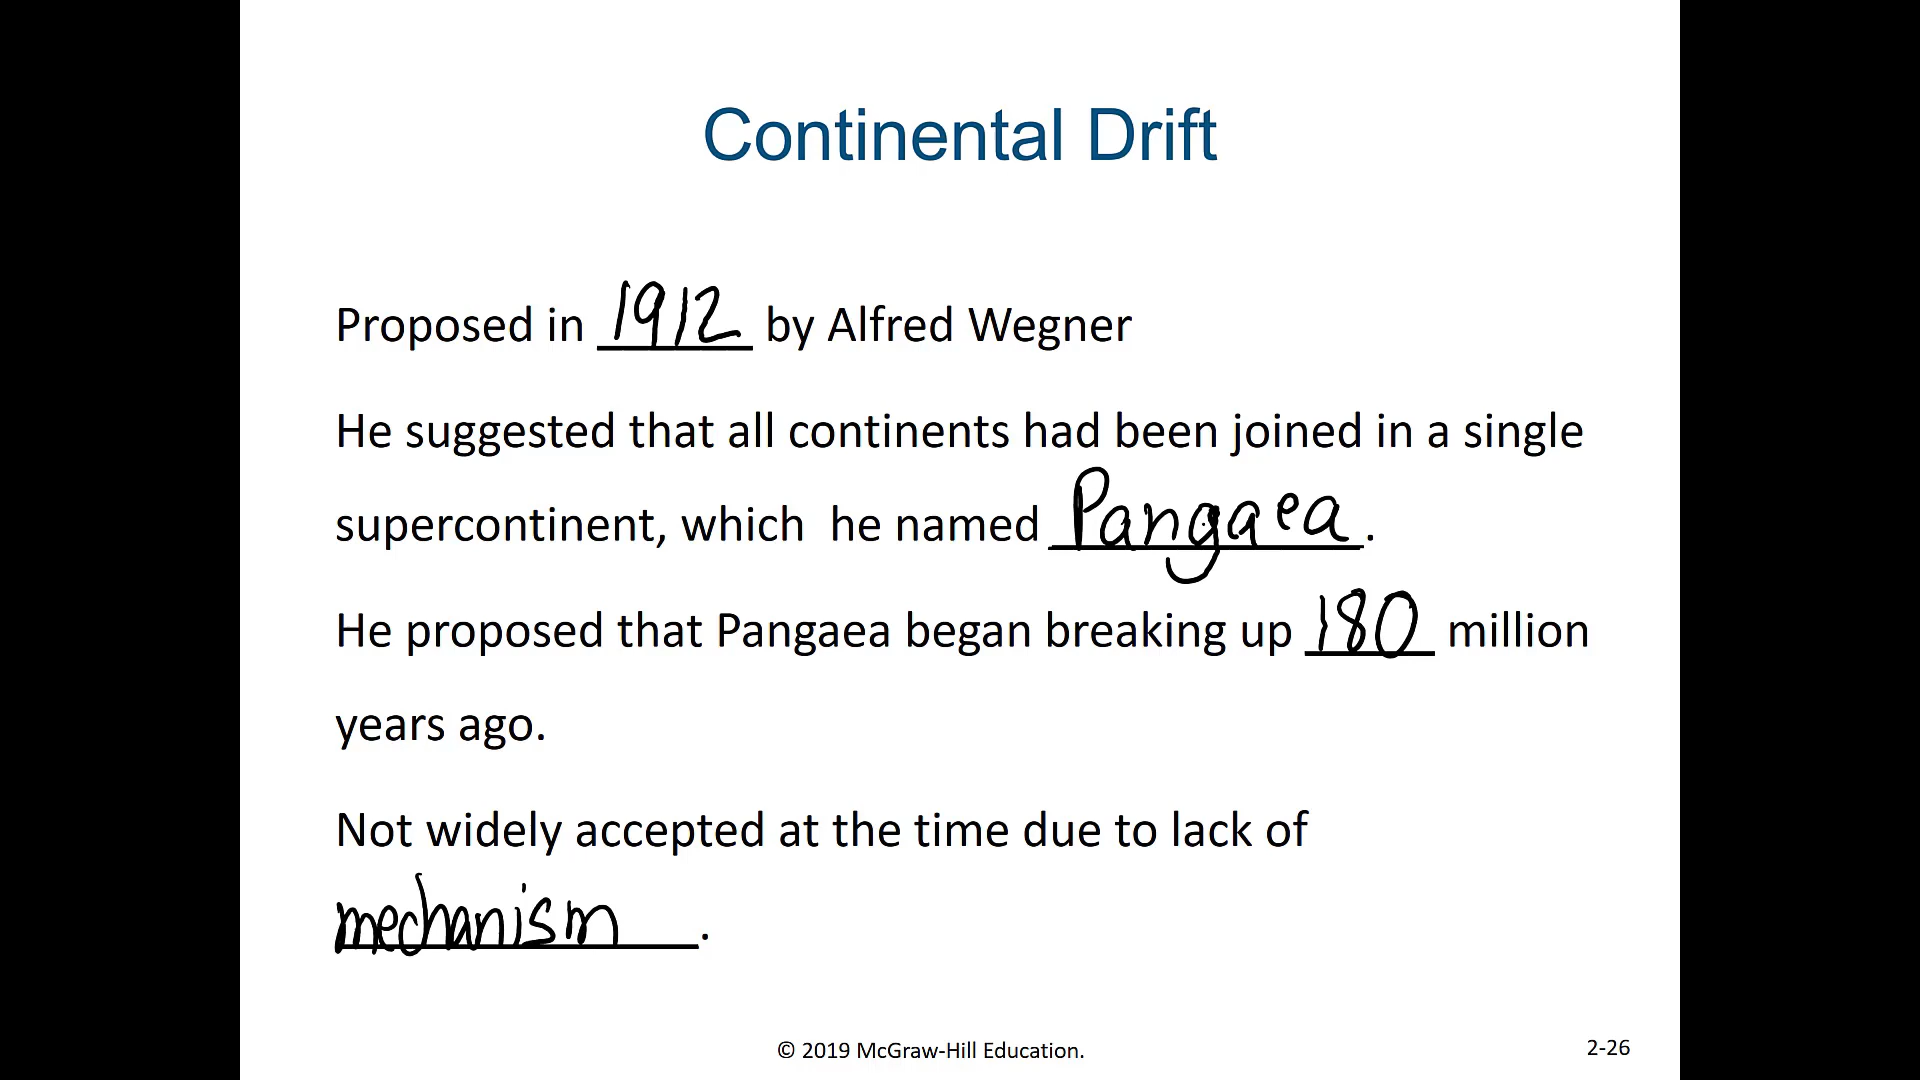 Continental Drift
Proposed in 1912 by Alfred Wegner
He suggested that all continents had been joined in a single
supercontinent, which he named Pangaea.
He proposed that Pangaea began breaking up 180 million
years ago.
Not widely accepted at the time due to lack of
mechanism.
© 2019 McGraw-Hill Education.
2-26